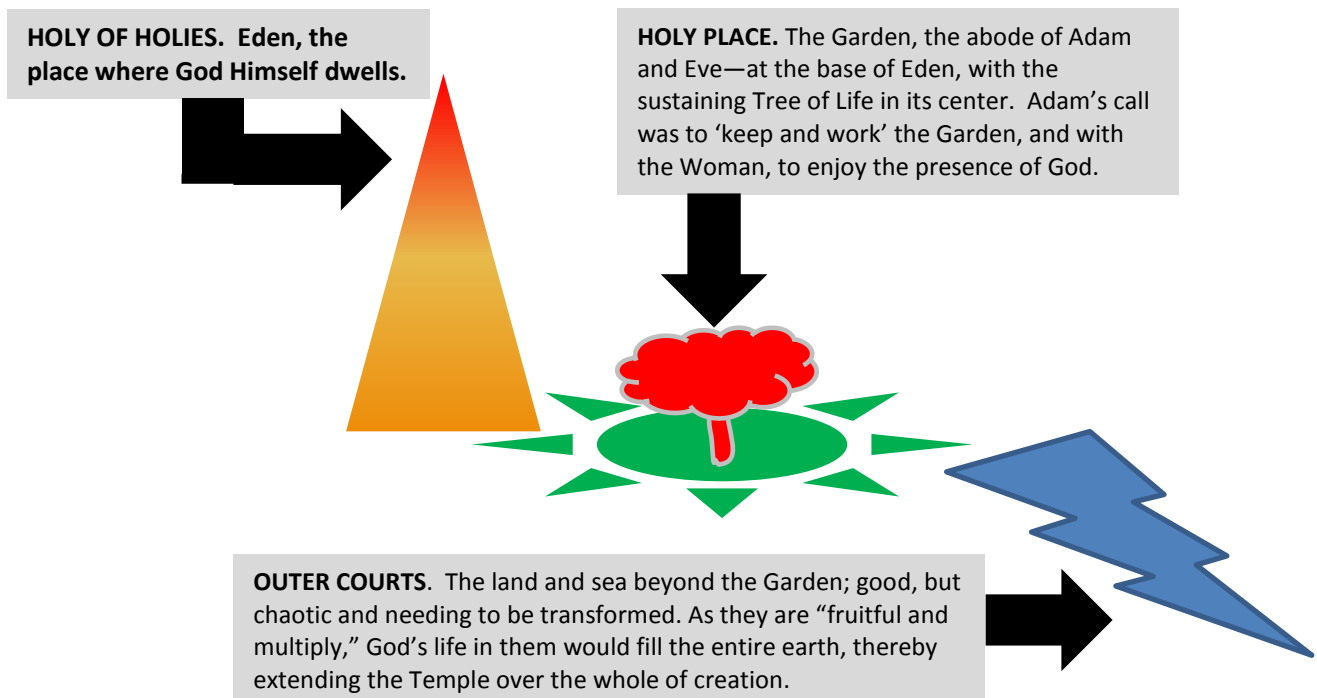 HOLY OF HOLIES.  Eden, the
place where God Himself dwells.
HOLY PLACE. The Garden, the abode of Adam
and Eve—at the base of Eden, with the
sustaining Tree of Life in its center.  Adam’s call
was to ‘keep and work’ the Garden, and with
the Woman, to enjoy the presence of God.
OUTER COURTS.  The land and sea beyond the Garden; good, but
chaotic and needing to be transformed. As they are “fruitful and
multiply,” God’s life in them would fill the entire earth, thereby
extending the Temple over the whole of creation.